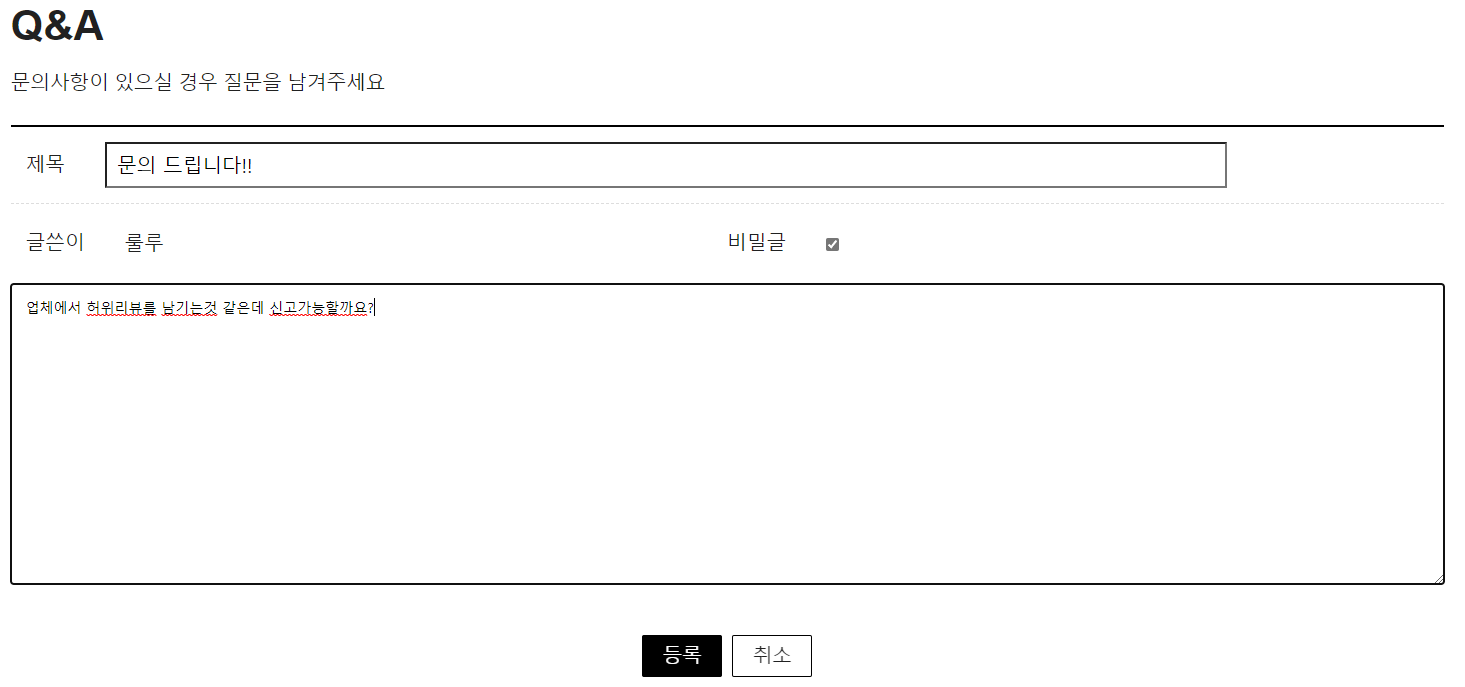 Q&A
문의사항이 있으실 경우 질문을 남겨주세요
제목 문의 드립니다!!
글쓴이 룰루 비밀글
업체에서 허위리뷰를 남기는것 같은데 신고가능할까요?
등록 취소